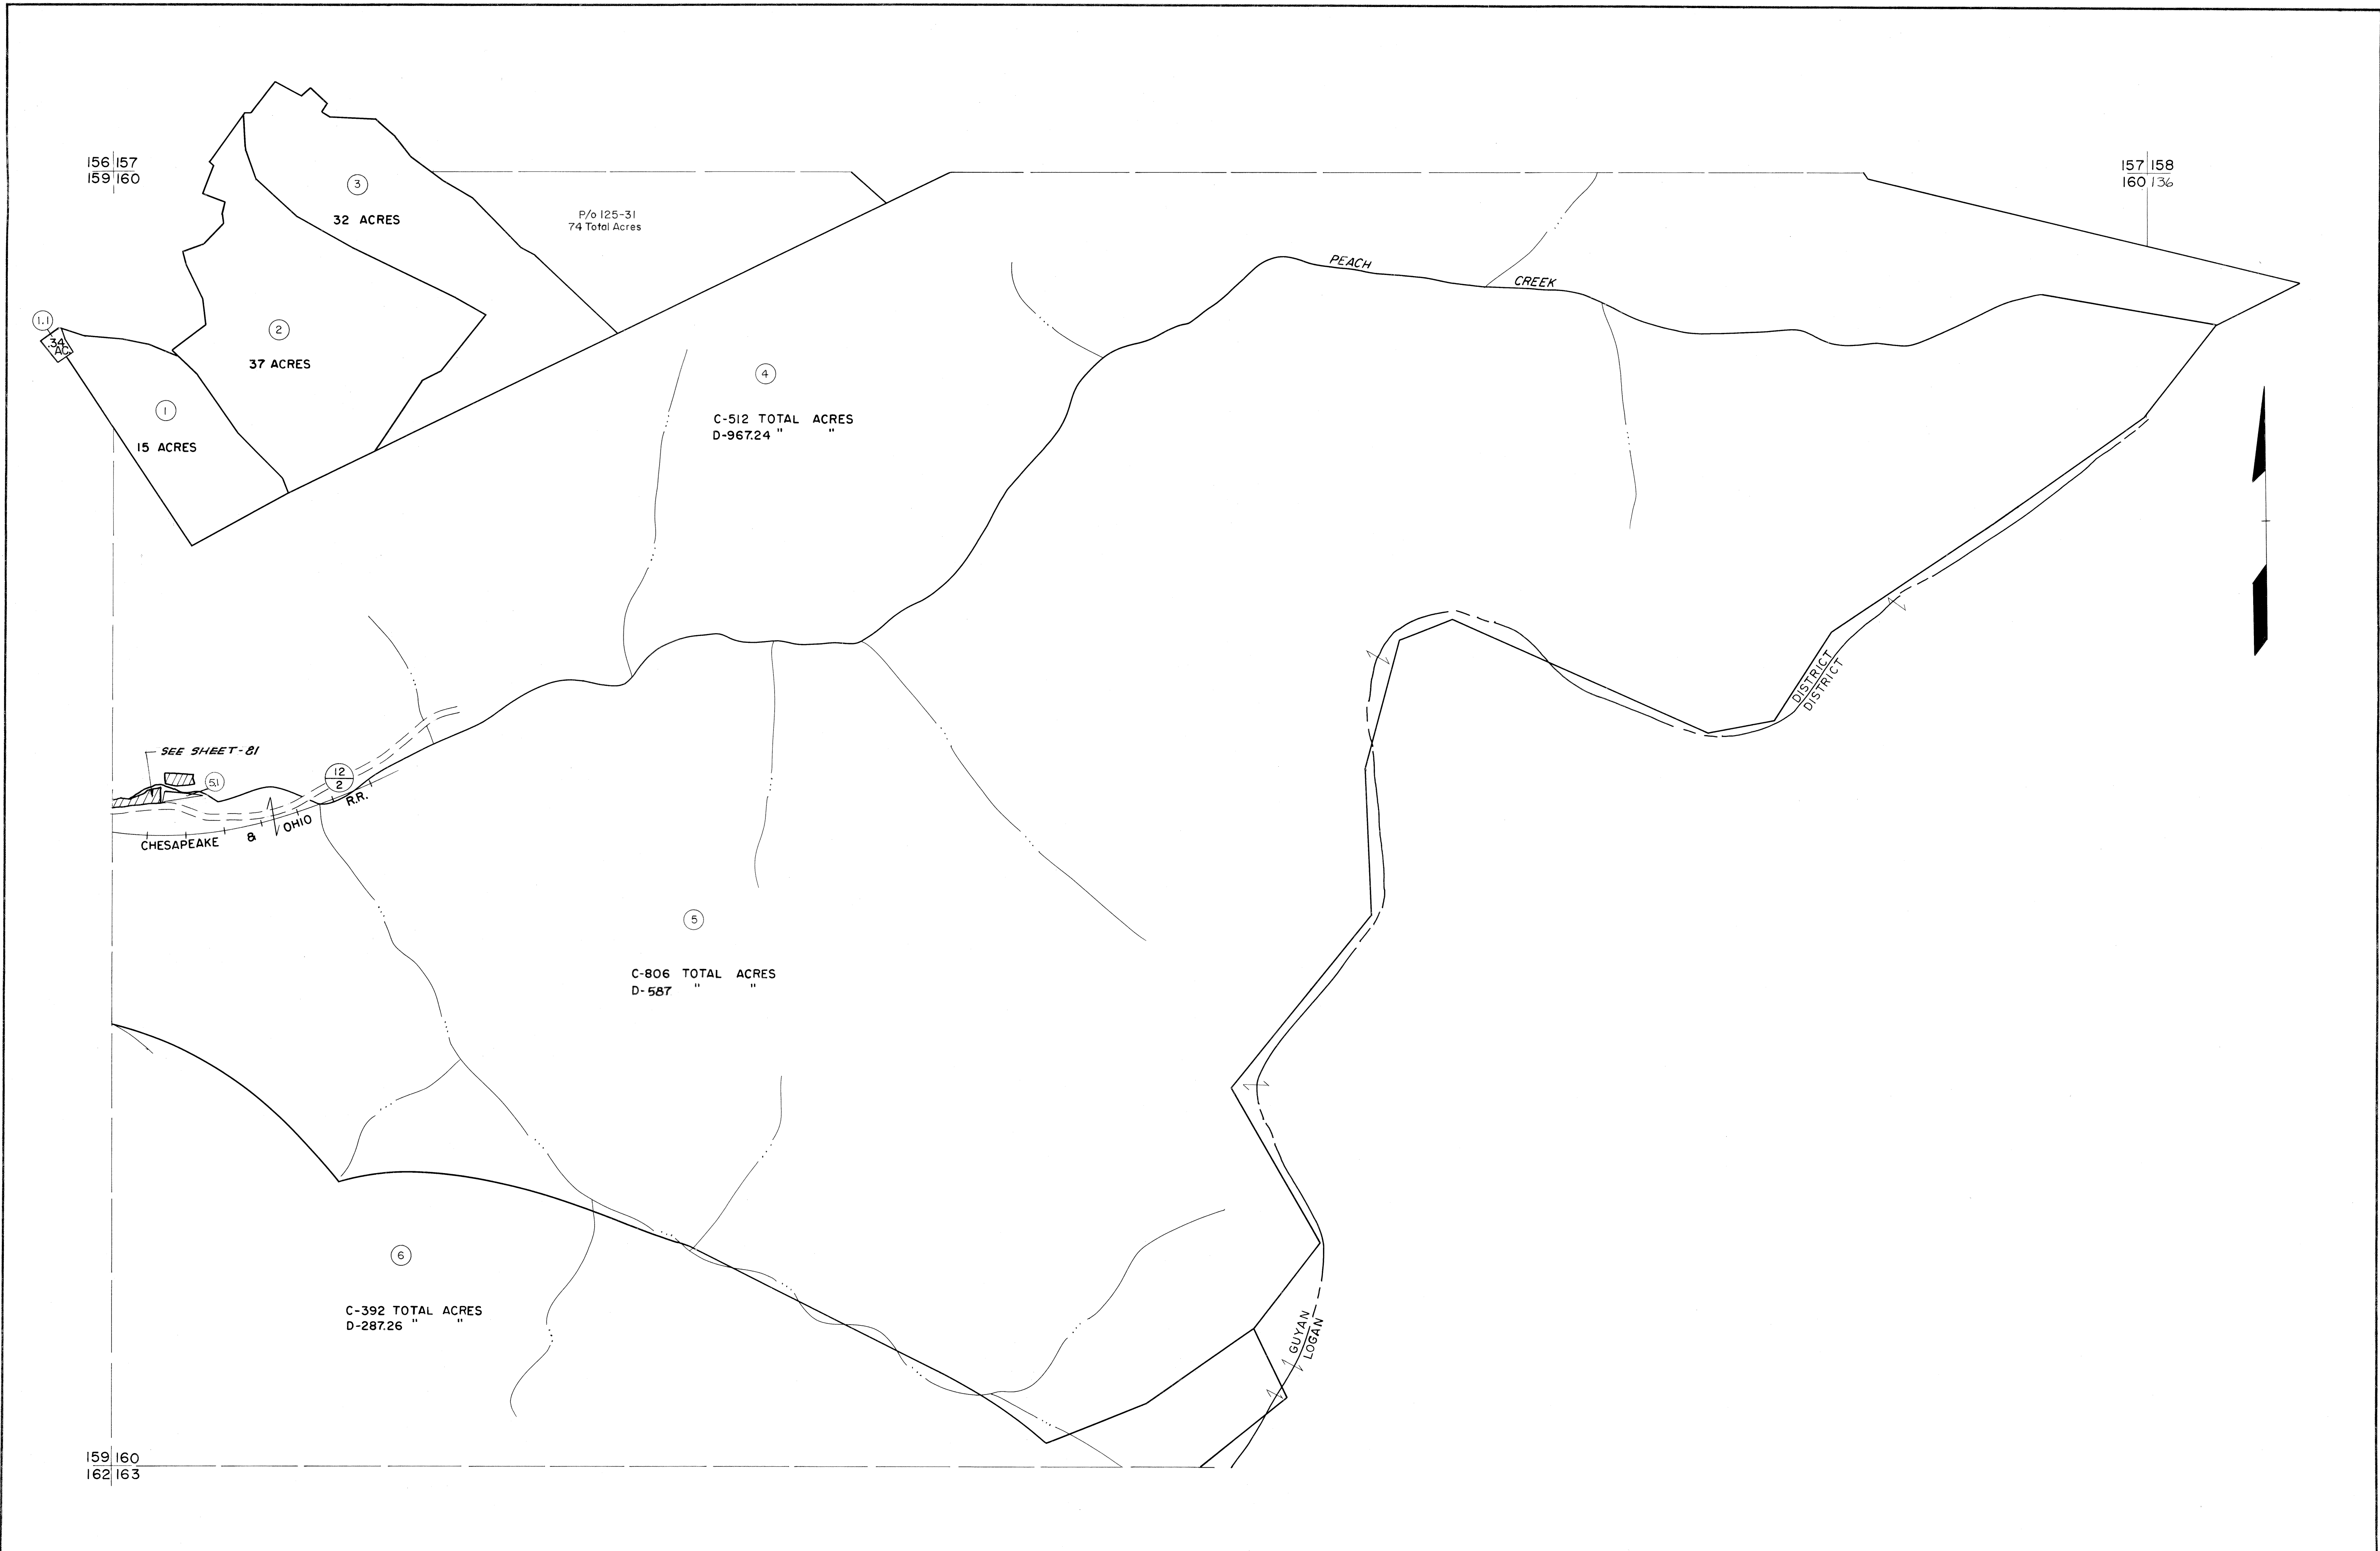 156 157
159 160
157 158
160 136
3
32 ACRES
P/o 125-31
74 Total Acres
PEACH
CREEK
1.1
.34
AC.
2
37 ACRES
4
C-512 TOTAL ACRES
D-967.24 " "
1
15 ACRES
DISTRICT
DISTRICT
SEE SHEET-81
5.1
12
2
CHESAPEAKE & OHIO R.R.
5
C-806 TOTAL ACRES
D-587 " "
6
C-392 TOTAL ACRES
D-287.26 " "
GUYAN
LOGAN
159 160
162 163